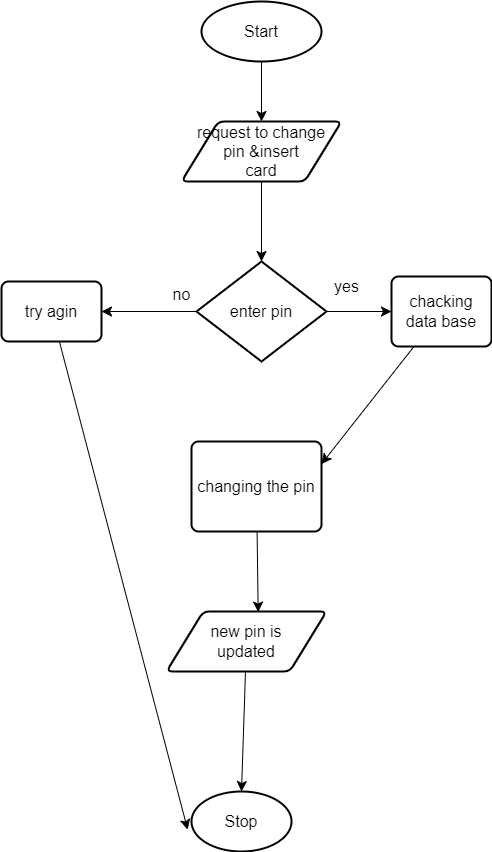 Start
request to change
pin &insert
card
no
yes
try agin
enter pin
chacking
data base
changing the pin
new pin is
updated
Stop